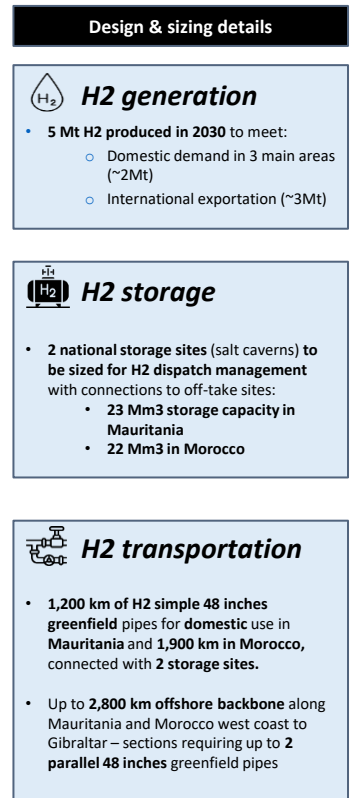 Design & sizing details
H2 generation
• 5 Mt H2 produced in 2030 to meet:
o Domestic demand in 3 main areas
(~2Mt)
o International exportation (~3Mt)
H2
H2 storage
• 2 national storage sites (salt caverns) to
be sized for H2 dispatch management
with connections to off-take sites:
• 23 Mm3 storage capacity in
Mauritania
• 22 Mm3 in Morocco
H2
H2 transportation
• 1,200 km of H2 simple 48 inches
greenfield pipes for domestic use in
Mauritania and 1,900 km in Morocco,
connected with 2 storage sites.
• Up to 2,800 km offshore backbone along
Mauritania and Morocco west coast to
Gibraltar – sections requiring up to 2
parallel 48 inches greenfield pipes